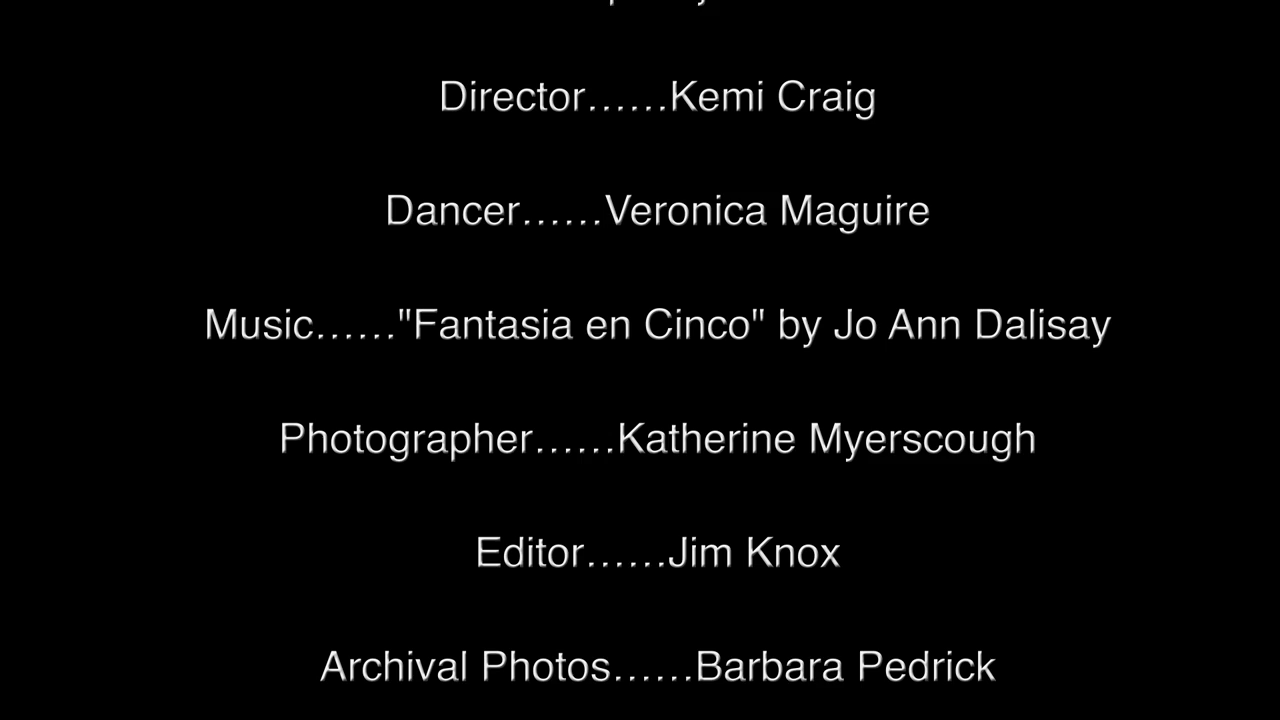 Director......Kemi Craig
Dancer......Veronica Maguire
Music......"Fantasia en Cinco" by Jo Ann Dalisay
Photographer......Katherine Myerscough
Editor......Jim Knox
Archival Photos......Barbara Pedrick